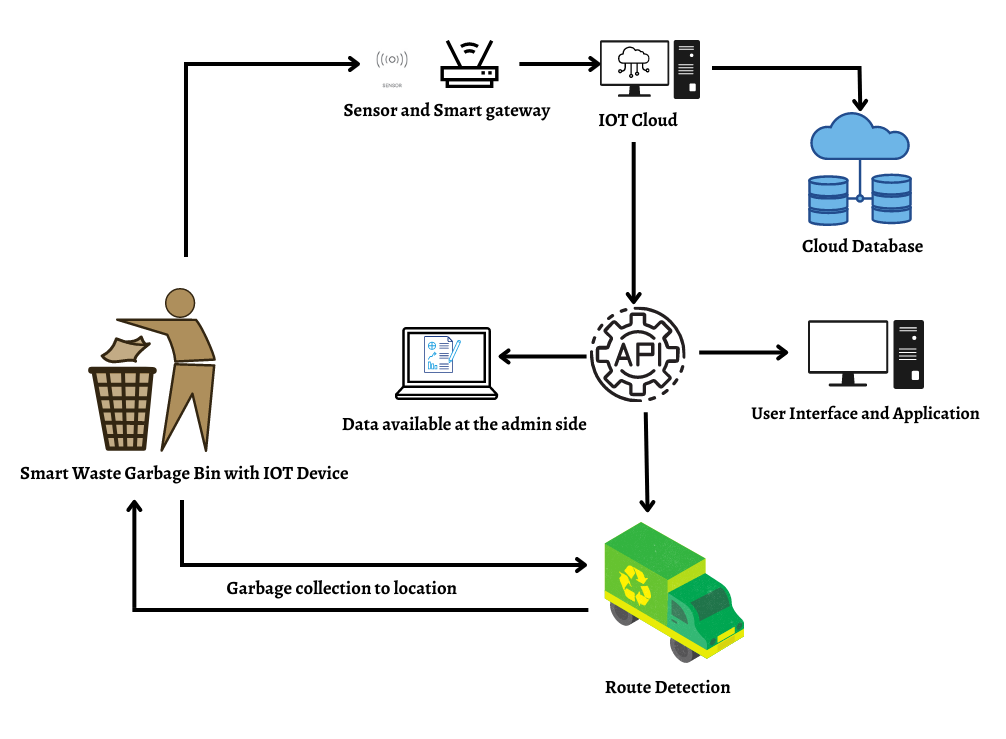 SENSOR
Sensor and Smart gateway
IOT Cloud
Cloud Database
API
Data available at the admin side
User Interface and Application
Smart Waste Garbage Bin with IOT Device
Garbage collection to location
Route Detection